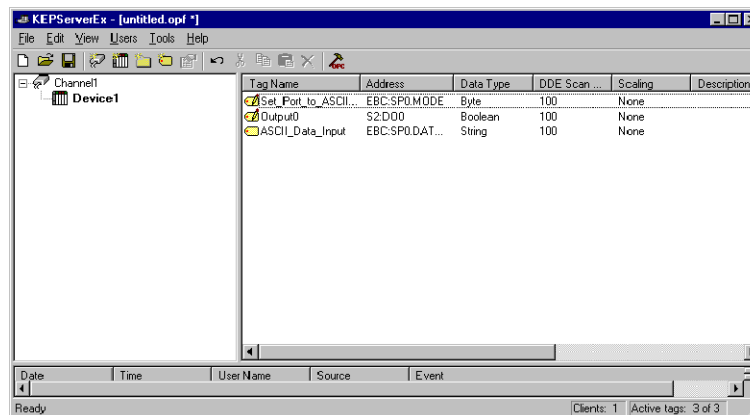 KEPServerEx - [untitled.opf *]
File Edit View Users Tools Help
OPC
Channel1
Device1
Tag Name Address Data Type DDE Scan ... Scaling Description
Set_Port_to_ASCII... EBC:SP0.MODE Byte 100 None
Output0 S2:DO0 Boolean 100 None
ASCII_Data_Input EBC:SP0.DAT... String 100 None
Date Time User Name Source Event
Ready Clients: 1 Active tags: 3 of 3